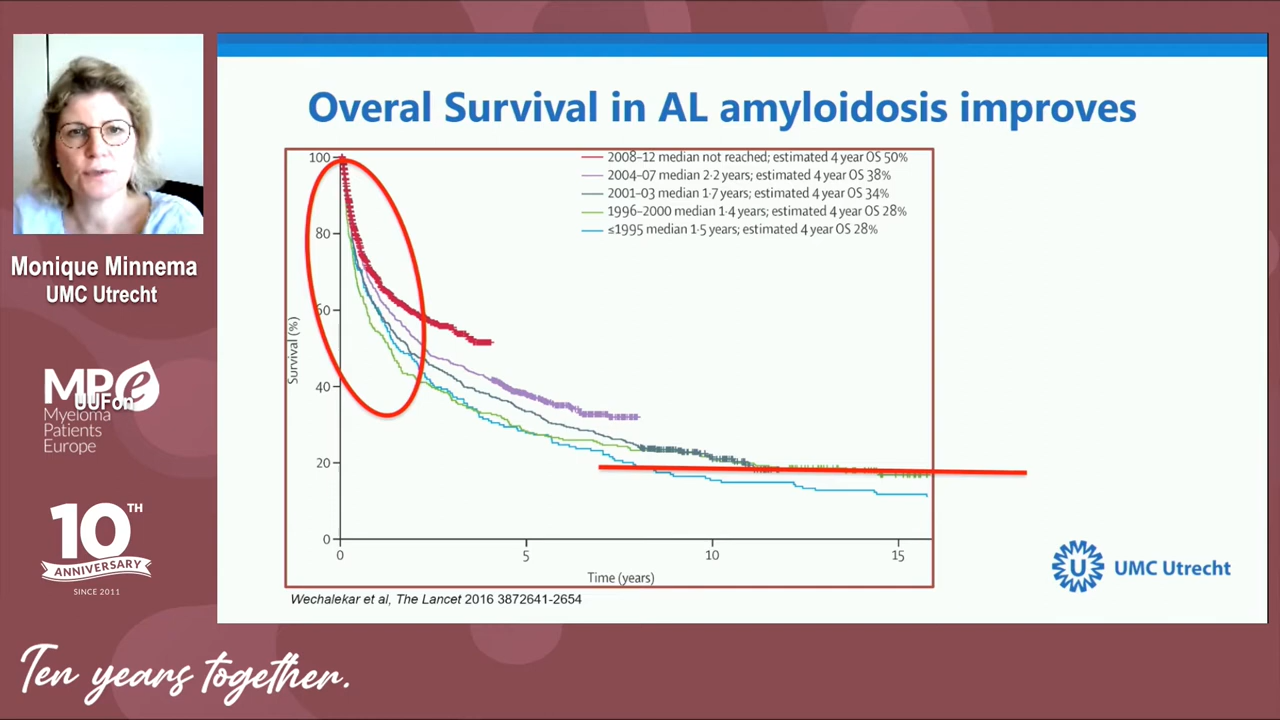 Overal Survival in AL amyloidosis improves
100
80
60
40
20
0
Survival (%)
2008–12 median not reached; estimated 4 year OS 50%
2004–07 median 2·2 years; estimated 4 year OS 38%
2001–03 median 1·7 years; estimated 4 year OS 34%
1996–2000 median 1·4 years; estimated 4 year OS 28%
≤1995 median 1·5 years; estimated 4 year OS 28%
0 5 10 15
Time (years)
Wechalekar et al, The Lancet 2016 3872641-2654
UMC Utrecht
Monique Minnema
UMC Utrecht
MPe
UUFon
Myeloma
Patients
Europe
10TH
ANNIVERSARY
SINCE 2011
Ten years together.